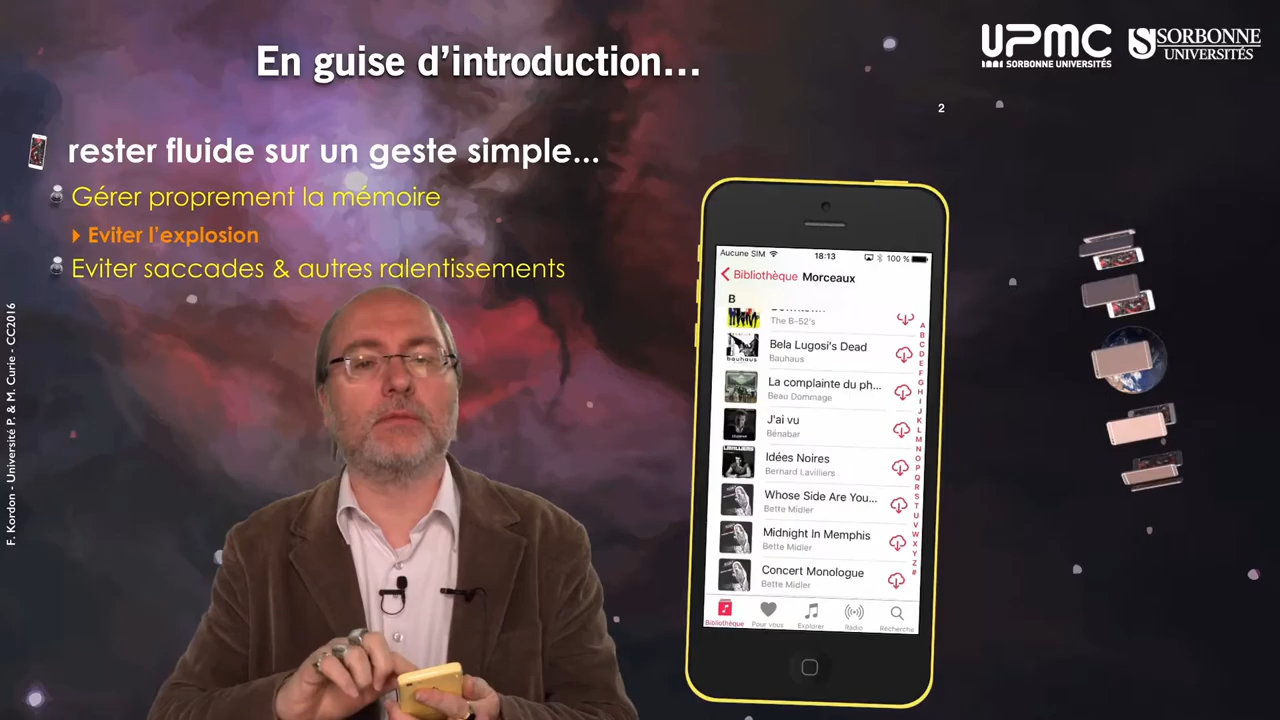 En guise d'introduction...
UPMC
SORBONNE UNIVERSITÉS
SORBONNE
UNIVERSITÉS
2
rester fluide sur un geste simple...
Gérer proprement la mémoire
Eviter l'explosion
Eviter saccades & autres ralentissements
F. Kordon - Université P. & M. Curie - CC2016
Aucune SIM 18:13 100 %
Bibliothèque Morceaux
B
The B-52's
Bela Lugosi's Dead
Bauhaus
La complainte du ph...
Beau Dommage
J'ai vu
Bénabar
Idées Noires
Bernard Lavilliers
Whose Side Are You...
Bette Midler
Midnight In Memphis
Bette Midler
Concert Monologue
Bette Midler
A
B
C
D
E
F
G
H
I
J
K
L
M
N
O
P
Q
R
S
T
U
V
W
X
Y
Z
#
Bibliothèque Pour vous Explorer Radio Recherche